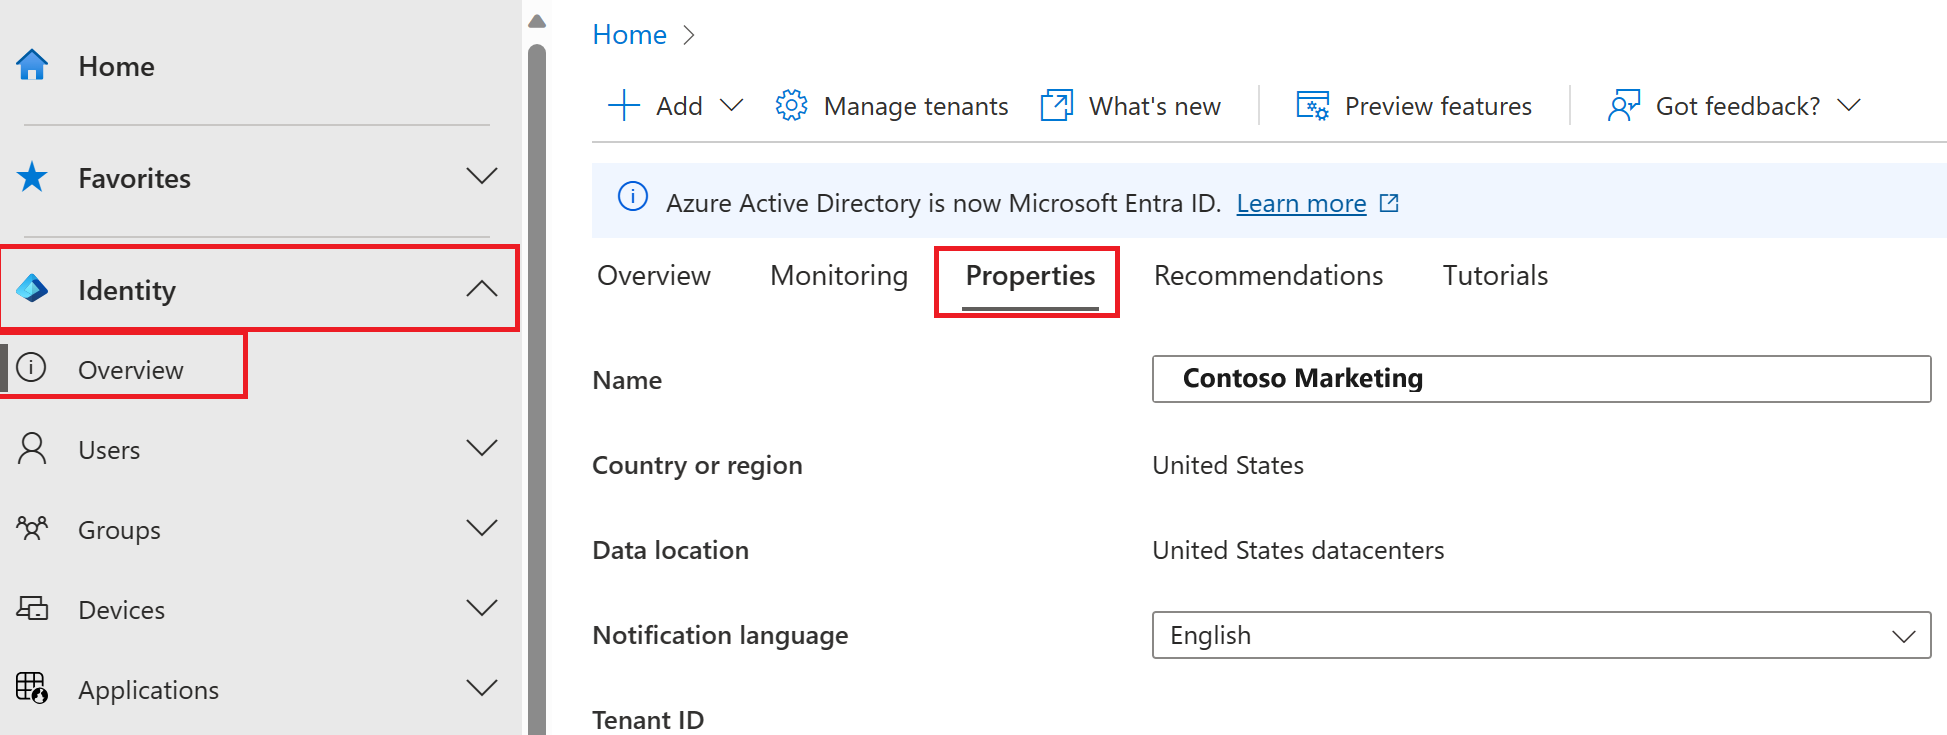 Home
Favorites
Identity
Overview
Users
Groups
Devices
Applications
Home
Add
Manage tenants
What's new
Preview features
Got feedback?
Azure Active Directory is now Microsoft Entra ID. Learn more
Overview Monitoring Properties Recommendations Tutorials
Name Contoso Marketing
Country or region United States
Data location United States datacenters
Notification language English
Tenant ID